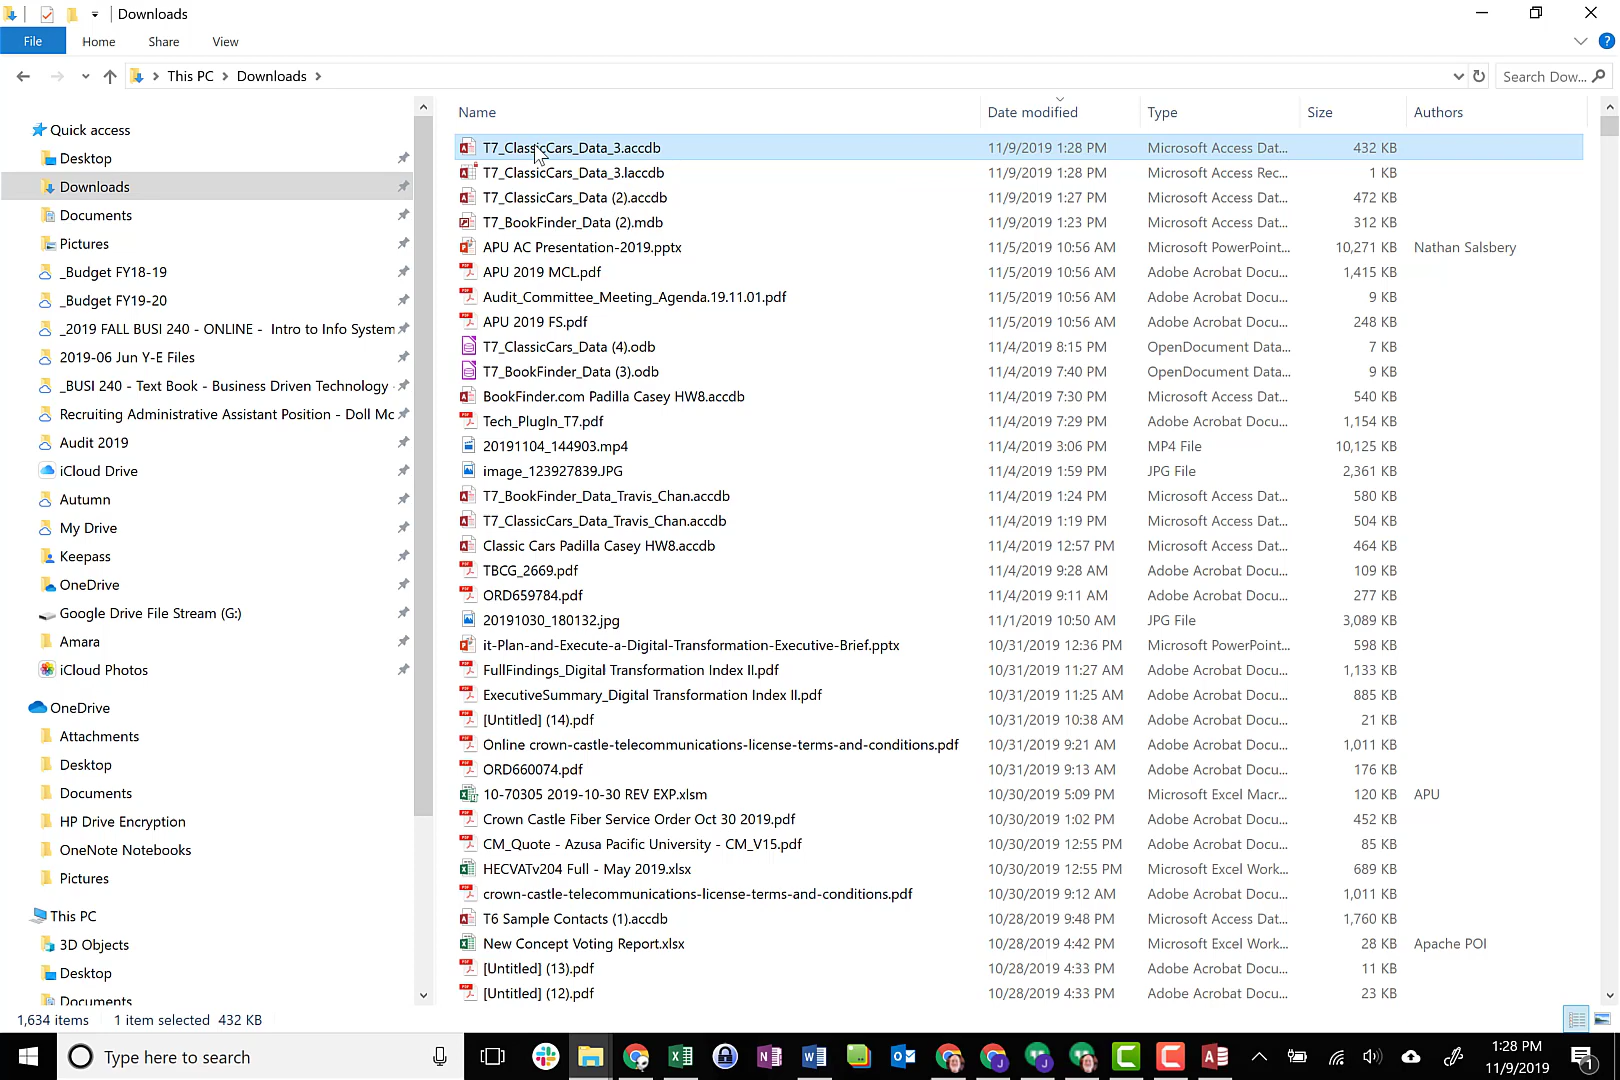 Downloads
File Home Share View
This PC Downloads Search Dow...
Name Date modified Type Size Authors
Quick access
Desktop
Downloads
Documents
Pictures
_Budget FY18-19
_Budget FY19-20
_2019 FALL BUSI 240 - ONLINE - Intro to Info System
2019-06 Jun Y-E Files
_BUSI 240 - Text Book - Business Driven Technology
Recruiting Administrative Assistant Position - Doll Mc
Audit 2019
iCloud Drive
Autumn
My Drive
Keepass
OneDrive
Google Drive File Stream (G:)
Amara
iCloud Photos
OneDrive
Attachments
Desktop
Documents
HP Drive Encryption
OneNote Notebooks
Pictures
This PC
3D Objects
Desktop
Documents
T7_ClassicCars_Data_3.accdb 11/9/2019 1:28 PM Microsoft Access Dat... 432 KB
T7_ClassicCars_Data_3.laccdb 11/9/2019 1:28 PM Microsoft Access Rec... 1 KB
T7_ClassicCars_Data (2).accdb 11/9/2019 1:27 PM Microsoft Access Dat... 472 KB
T7_BookFinder_Data (2).mdb 11/9/2019 1:23 PM Microsoft Access Dat... 312 KB
APU AC Presentation-2019.pptx 11/5/2019 10:56 AM Microsoft PowerPoint... 10,271 KB Nathan Salsbery
APU 2019 MCL.pdf 11/5/2019 10:56 AM Adobe Acrobat Docu... 1,415 KB
Audit_Committee_Meeting_Agenda.19.11.01.pdf 11/5/2019 10:56 AM Adobe Acrobat Docu... 9 KB
APU 2019 FS.pdf 11/5/2019 10:56 AM Adobe Acrobat Docu... 248 KB
T7_ClassicCars_Data (4).odb 11/4/2019 8:15 PM OpenDocument Data... 7 KB
T7_BookFinder_Data (3).odb 11/4/2019 7:40 PM OpenDocument Data... 9 KB
BookFinder.com Padilla Casey HW8.accdb 11/4/2019 7:30 PM Microsoft Access Dat... 540 KB
Tech_PlugIn_T7.pdf 11/4/2019 7:29 PM Adobe Acrobat Docu... 1,154 KB
20191104_144903.mp4 11/4/2019 3:06 PM MP4 File 10,125 KB
image_123927839.JPG 11/4/2019 1:59 PM JPG File 2,361 KB
T7_BookFinder_Data_Travis_Chan.accdb 11/4/2019 1:24 PM Microsoft Access Dat... 580 KB
T7_ClassicCars_Data_Travis_Chan.accdb 11/4/2019 1:19 PM Microsoft Access Dat... 504 KB
Classic Cars Padilla Casey HW8.accdb 11/4/2019 12:57 PM Microsoft Access Dat... 464 KB
TBCG_2669.pdf 11/4/2019 9:28 AM Adobe Acrobat Docu... 109 KB
ORD659784.pdf 11/4/2019 9:11 AM Adobe Acrobat Docu... 277 KB
20191030_180132.jpg 11/1/2019 10:50 AM JPG File 3,089 KB
it-Plan-and-Execute-a-Digital-Transformation-Executive-Brief.pptx 10/31/2019 12:36 PM Microsoft PowerPoint... 598 KB
FullFindings_Digital Transformation Index II.pdf 10/31/2019 11:27 AM Adobe Acrobat Docu... 1,133 KB
ExecutiveSummary_Digital Transformation Index II.pdf 10/31/2019 11:25 AM Adobe Acrobat Docu... 885 KB
[Untitled] (14).pdf 10/31/2019 10:38 AM Adobe Acrobat Docu... 21 KB
Online crown-castle-telecommunications-license-terms-and-conditions.pdf 10/31/2019 9:21 AM Adobe Acrobat Docu... 1,011 KB
ORD660074.pdf 10/31/2019 9:13 AM Adobe Acrobat Docu... 176 KB
10-70305 2019-10-30 REV EXP.xlsm 10/30/2019 5:09 PM Microsoft Excel Macr... 120 KB APU
Crown Castle Fiber Service Order Oct 30 2019.pdf 10/30/2019 1:02 PM Adobe Acrobat Docu... 452 KB
CM_Quote - Azusa Pacific University - CM_V15.pdf 10/30/2019 12:55 PM Adobe Acrobat Docu... 85 KB
HECVATv204 Full - May 2019.xlsx 10/30/2019 12:55 PM Microsoft Excel Work... 689 KB
crown-castle-telecommunications-license-terms-and-conditions.pdf 10/30/2019 9:12 AM Adobe Acrobat Docu... 1,011 KB
T6 Sample Contacts (1).accdb 10/28/2019 9:48 PM Microsoft Access Dat... 1,760 KB
New Concept Voting Report.xlsx 10/28/2019 4:42 PM Microsoft Excel Work... 28 KB Apache POI
[Untitled] (13).pdf 10/28/2019 4:33 PM Adobe Acrobat Docu... 11 KB
[Untitled] (12).pdf 10/28/2019 4:33 PM Adobe Acrobat Docu... 23 KB
1,634 items 1 item selected 432 KB
Type here to search
1:28 PM
11/9/2019
1